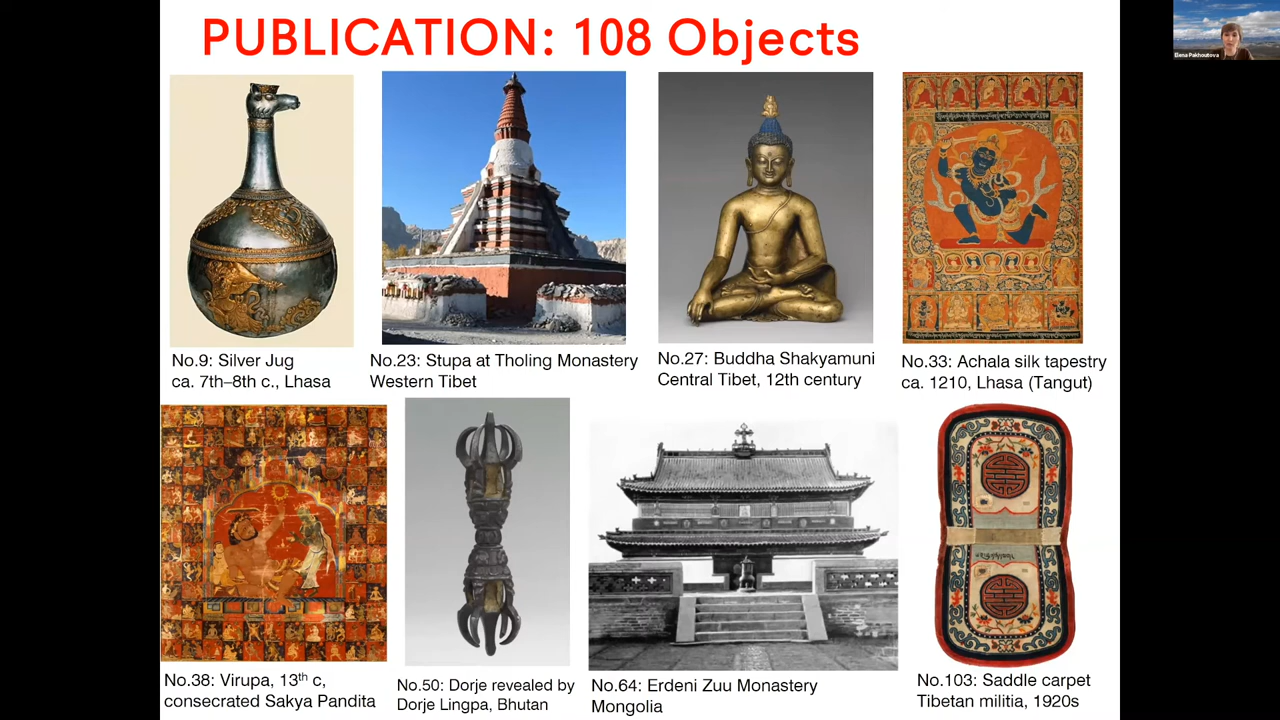 PUBLICATION: 108 Objects
Elena Pakhoutova
No.9: Silver Jug
ca. 7th–8th c., Lhasa
No.23: Stupa at Tholing Monastery
Western Tibet
No.27: Buddha Shakyamuni
Central Tibet, 12th century
No.33: Achala silk tapestry
ca. 1210, Lhasa (Tangut)
No.38: Virupa, 13th c,
consecrated Sakya Pandita
No.50: Dorje revealed by
Dorje Lingpa, Bhutan
No.64: Erdeni Zuu Monastery
Mongolia
No.103: Saddle carpet
Tibetan militia, 1920s